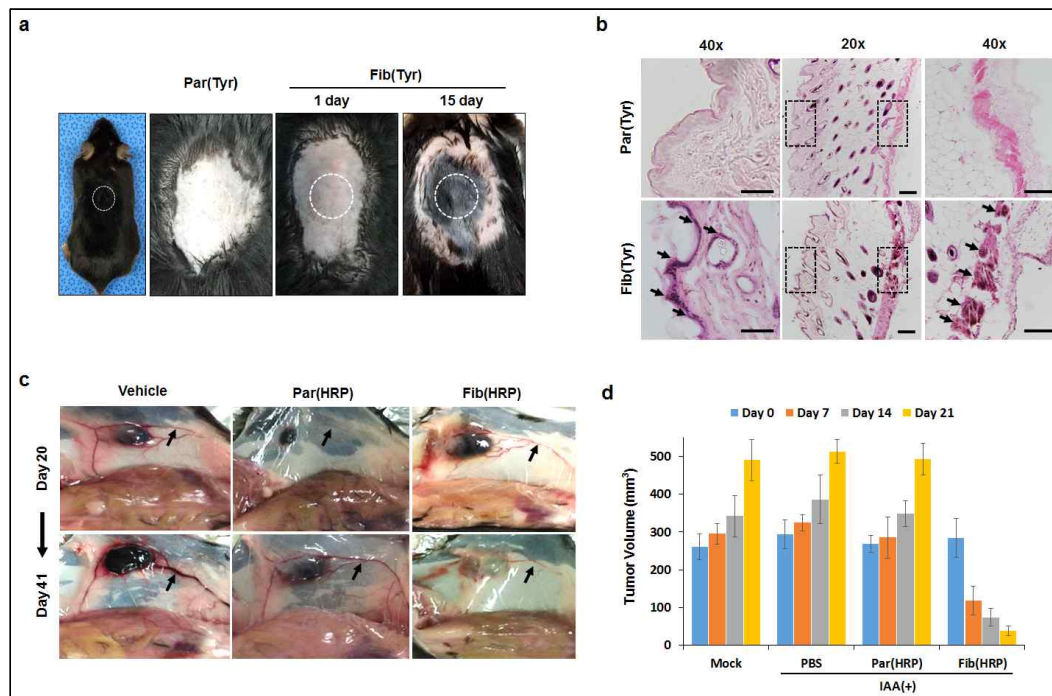 a
Par(Tyr)
Fib(Tyr)
1 day
15 day
b
40x
20x
40x
Par(Tyr)
Fib(Tyr)
c
Vehicle
Par(HRP)
Fib(HRP)
Day 20
Day 41
d
Day 0
Day 7
Day 14
Day 21
Tumor Volume (mm³)
500
400
300
200
100
0
Mock
PBS
Par(HRP)
Fib(HRP)
IAA(+)